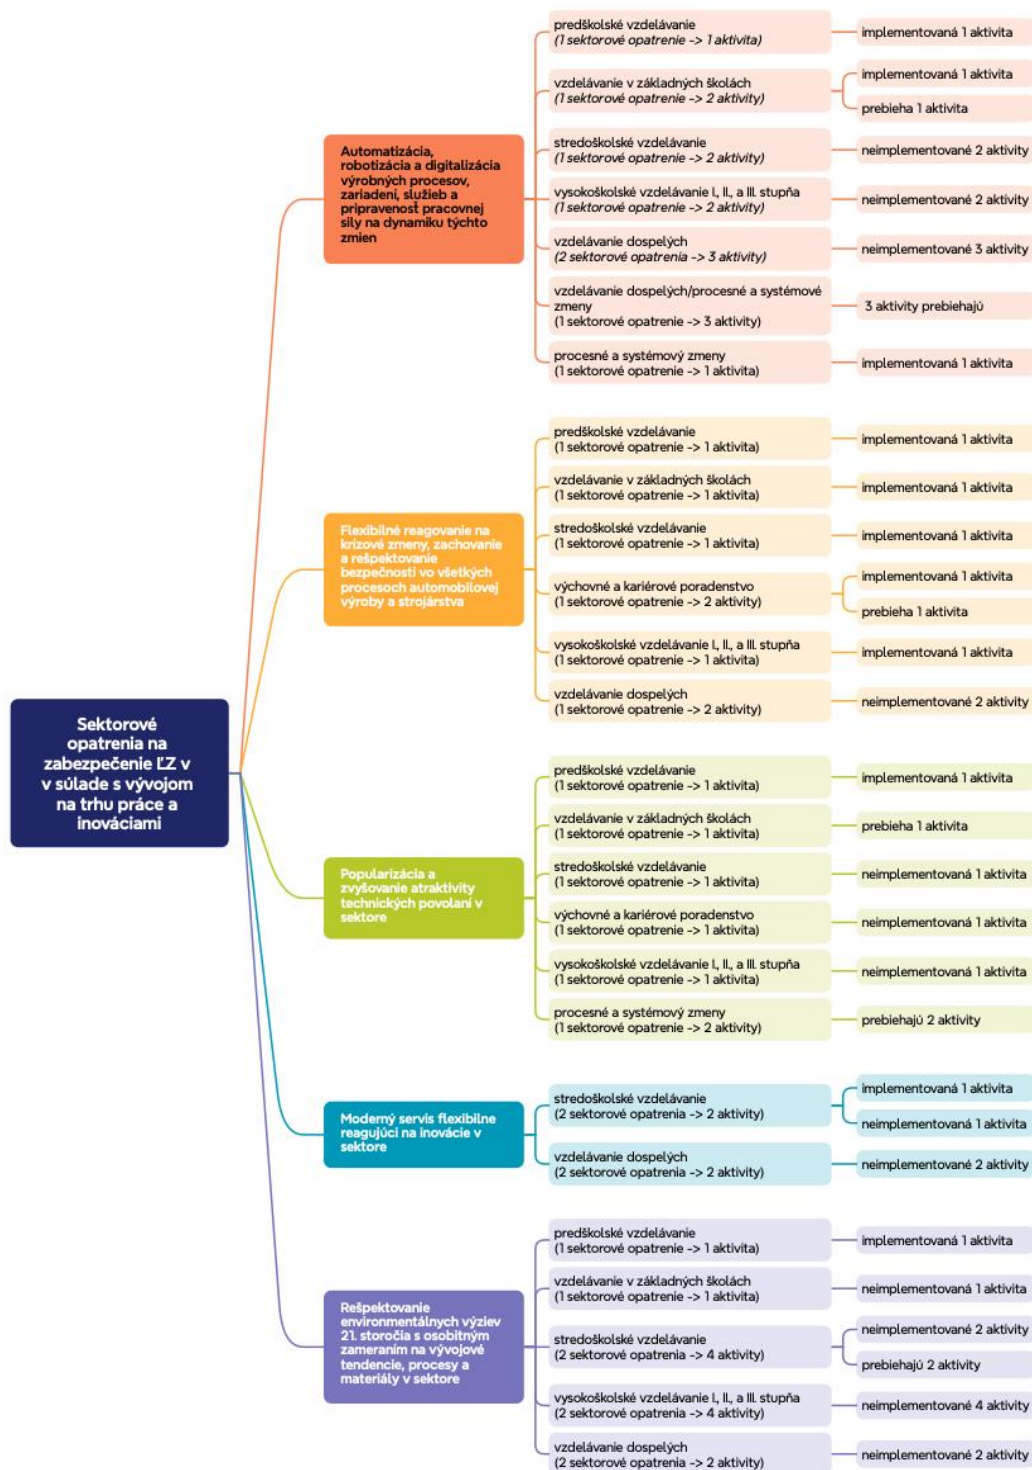 Sektorové
opatrenia na
zabezpečenie ĽZ v
v súlade s vývojom
na trhu práce a
inováciami
Automatizácia,
robotizácia a digitalizácia
výrobných procesov,
zariadení, služieb a
pripravenosť pracovnej
sily na dynamiku týchto
zmien
predškolské vzdelávanie
(1 sektorové opatrenie -> 1 aktivita)
implementovaná 1 aktivita
vzdelávanie v základných školách
(1 sektorové opatrenie -> 2 aktivity)
implementovaná 1 aktivita
prebieha 1 aktivita
stredoškolské vzdelávanie
(1 sektorové opatrenie -> 2 aktivity)
neimplementované 2 aktivity
vysokoškolské vzdelávanie I., II., a III. stupňa
(1 sektorové opatrenie -> 2 aktivity)
neimplementované 2 aktivity
vzdelávanie dospelých
(2 sektorové opatrenia -> 3 aktivity)
neimplementované 3 aktivity
vzdelávanie dospelých/procesné a systémové
zmeny
(1 sektorové opatrenie -> 3 aktivity)
3 aktivity prebiehajú
procesné a systémový zmeny
(1 sektorové opatrenie -> 1 aktivita)
implementovaná 1 aktivita
Flexibilné reagovanie na
krízové zmeny, zachovanie
a rešpektovanie
bezpečnosti vo všetkých
procesoch automobilovej
výroby a strojárstva
predškolské vzdelávanie
(1 sektorové opatrenie -> 1 aktivita)
implementovaná 1 aktivita
vzdelávanie v základných školách
(1 sektorové opatrenie -> 1 aktivita)
implementovaná 1 aktivita
stredoškolské vzdelávanie
(1 sektorové opatrenie -> 1 aktivita)
implementovaná 1 aktivita
výchovné a kariérové poradenstvo
(1 sektorové opatrenie -> 2 aktivity)
implementovaná 1 aktivita
prebieha 1 aktivita
vysokoškolské vzdelávanie I., II., a III. stupňa
(1 sektorové opatrenie -> 1 aktivita)
implementovaná 1 aktivita
vzdelávanie dospelých
(1 sektorové opatrenie -> 2 aktivity)
neimplementované 2 aktivity
Popularizácia a
zvyšovanie atraktivity
technických povolaní v
sektore
predškolské vzdelávanie
(1 sektorové opatrenie -> 1 aktivita)
implementovaná 1 aktivita
vzdelávanie v základných školách
(1 sektorové opatrenie -> 1 aktivita)
prebieha 1 aktivita
stredoškolské vzdelávanie
(1 sektorové opatrenie -> 1 aktivita)
neimplementovaná 1 aktivita
výchovné a kariérové poradenstvo
(1 sektorové opatrenie -> 1 aktivita)
neimplementovaná 1 aktivita
vysokoškolské vzdelávanie I., II., a III. stupňa
(1 sektorové opatrenie -> 1 aktivita)
neimplementovaná 1 aktivita
procesné a systémový zmeny
(1 sektorové opatrenie -> 2 aktivity)
prebiehajú 2 aktivity
Moderný servis flexibilne
reagujúci na inovácie v
sektore
stredoškolské vzdelávanie
(2 sektorové opatrenia -> 2 aktivity)
implementovaná 1 aktivita
neimplementovaná 1 aktivita
vzdelávanie dospelých
(2 sektorové opatrenia -> 2 aktivity)
neimplementované 2 aktivity
Rešpektovanie
environmentálnych výziev
21. storočia s osobitným
zameraním na vývojové
tendencie, procesy a
materiály v sektore
predškolské vzdelávanie
(1 sektorové opatrenie -> 1 aktivita)
implementovaná 1 aktivita
vzdelávanie v základných školách
(1 sektorové opatrenie -> 1 aktivita)
neimplementovaná 1 aktivita
stredoškolské vzdelávanie
(2 sektorové opatrenia -> 4 aktivity)
neimplementované 2 aktivity
prebiehajú 2 aktivity
vysokoškolské vzdelávanie I., II., a III. stupňa
(2 sektorové opatrenia -> 4 aktivity)
neimplementované 4 aktivity
vzdelávanie dospelých
(2 sektorové opatrenia -> 2 aktivity)
neimplementované 2 aktivity